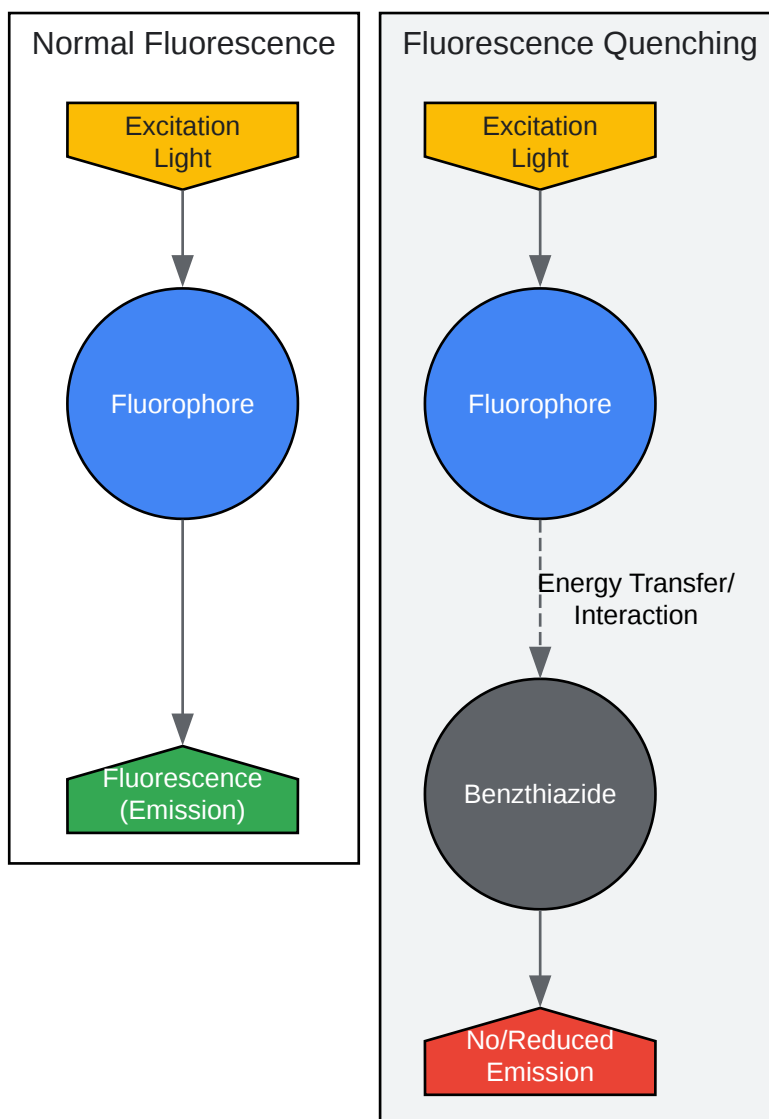 Normal Fluorescence
Excitation
Light
Fluorophore
Fluorescence
(Emission)
Fluorescence Quenching
Excitation
Light
Fluorophore
Energy Transfer/
Interaction
Benzthiazide
No/Reduced
Emission